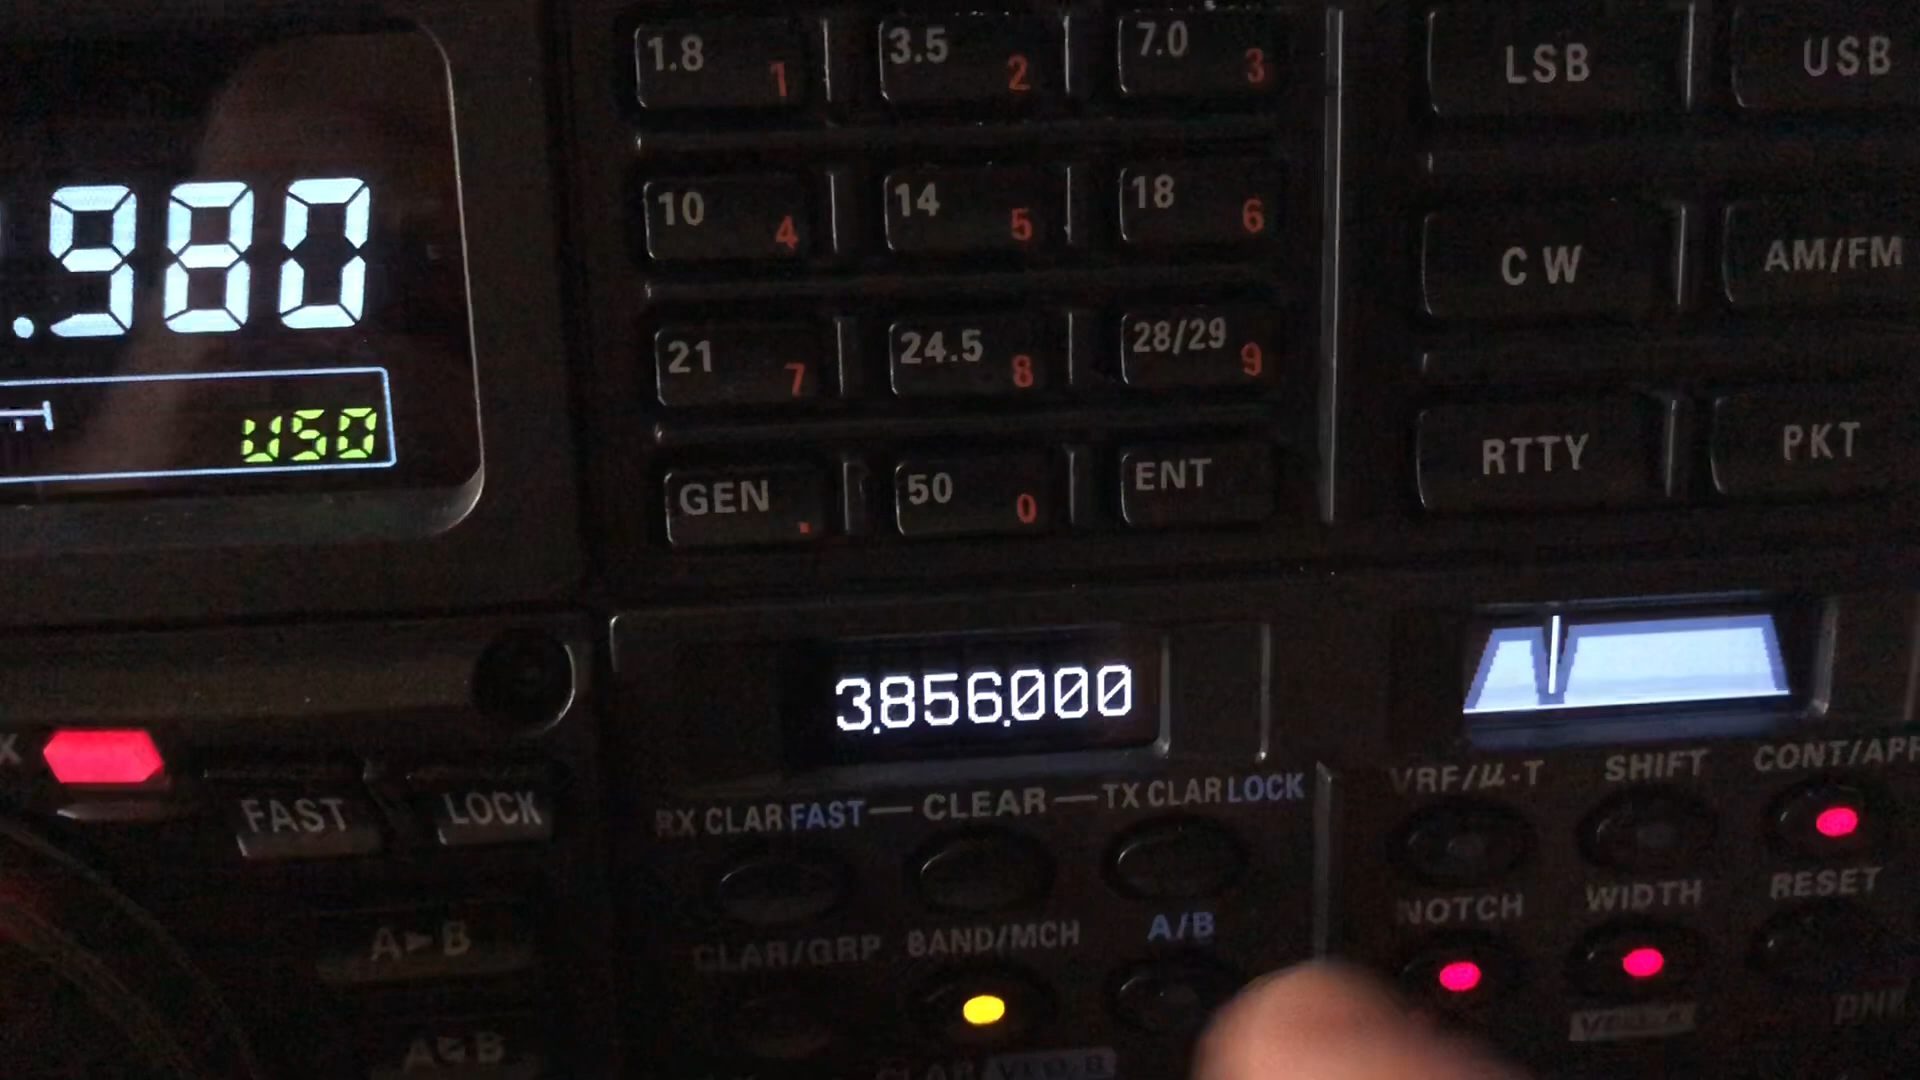 1.8 1 3.5 2 7.0 3 LSB USB
10 4 14 5 18 6 CW AM/FM
.980
21 7 24.5 8 28/29 9
USO
GEN . 50 0 ENT RTTY PKT
3.856.000
FAST LOCK
RX CLAR FAST — CLEAR — TX CLAR LOCK
VRF/μ-T SHIFT
A▶B
CLAR/GRP BAND/MCH A/B
NOTCH WIDTH RESET